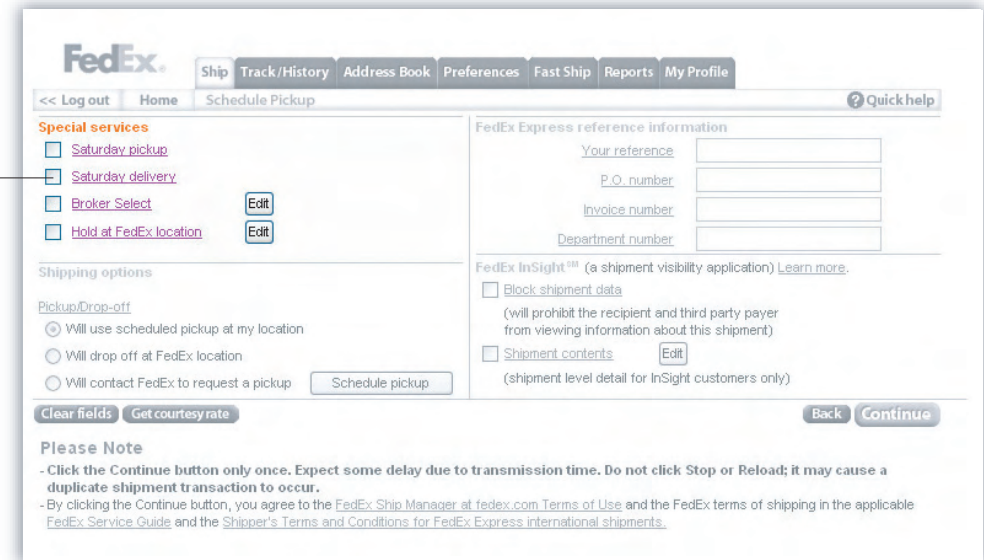 FedEx®
Ship Track/History Address Book Preferences Fast Ship Reports My Profile
<< Log out Home Schedule Pickup ? Quick help
Special services
Saturday pickup
Saturday delivery
Broker Select Edit
Hold at FedEx location Edit
Shipping options
Pickup/Drop-off
Will use scheduled pickup at my location
Will drop off at FedEx location
Will contact FedEx to request a pickup Schedule pickup
FedEx Express reference information
Your reference
P.O. number
Invoice number
Department number
FedEx InSight℠ (a shipment visibility application) Learn more.
Block shipment data
(will prohibit the recipient and third party payer
from viewing information about this shipment)
Shipment contents Edit
(shipment level detail for InSight customers only)
Clear fields Get courtesy rate Back Continue
Please Note
- Click the Continue button only once. Expect some delay due to transmission time. Do not click Stop or Reload; it may cause a
duplicate shipment transaction to occur.
- By clicking the Continue button, you agree to the FedEx Ship Manager at fedex.com Terms of Use and the FedEx terms of shipping in the applicable
FedEx Service Guide and the Shipper's Terms and Conditions for FedEx Express international shipments.